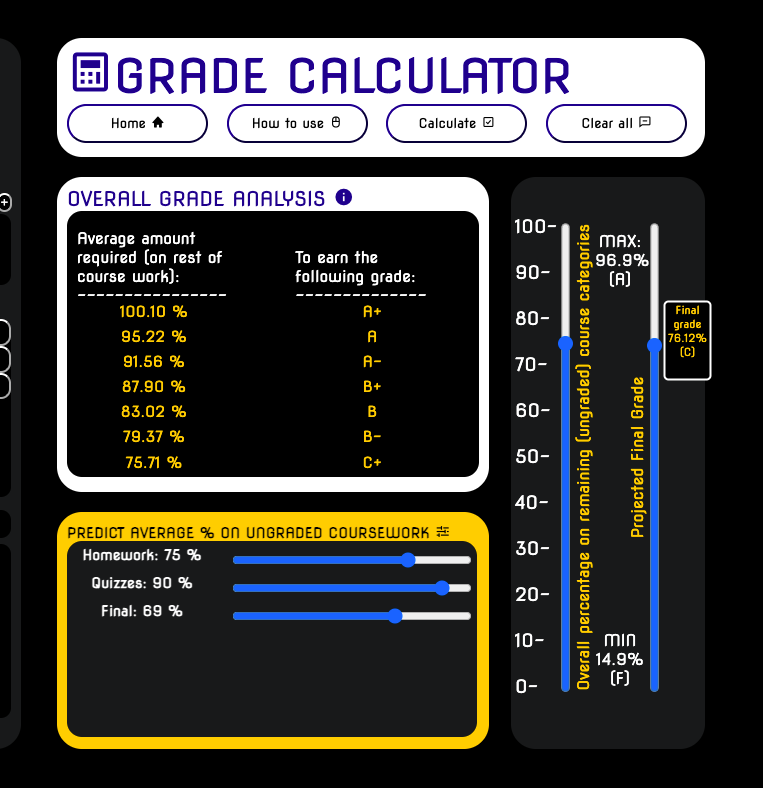 GRADE CALCULATOR
Home
How to use
Calculate
Clear all
OVERALL GRADE ANALYSIS
Average amount
required (on rest of
course work):
----------------
To earn the
following grade:
--------------
100.10 % A+
95.22 % A
91.56 % A-
87.90 % B+
83.02 % B
79.37 % B-
75.71 % C+
PREDICT AVERAGE % ON UNGRADED COURSEWORK
Homework: 75 %
Quizzes: 90 %
Final: 69 %
100-
90-
80-
70-
60-
50-
40-
30-
20-
10-
0-
Overall percentage on remaining (ungraded) course categories
MAX:
96.9%
(A)
Projected Final Grade
MIN
14.9%
(F)
Final
grade
76.12%
(C)